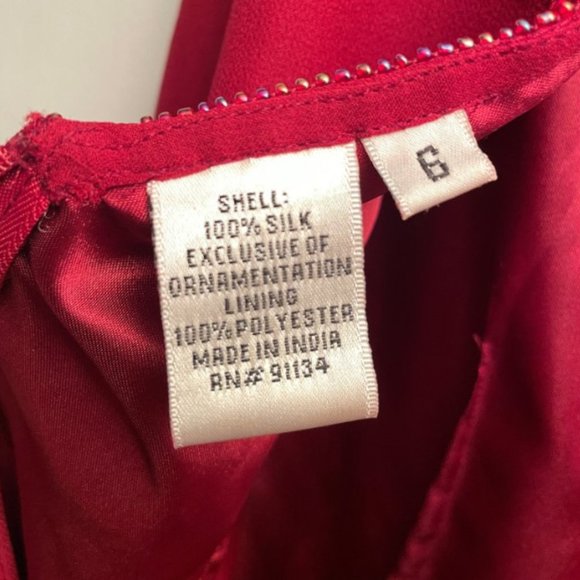 SHELL:
100% SILK
EXCLUSIVE OF
ORNAMENTATION
LINING
100% POLYESTER
MADE IN INDIA
RN# 91134
6